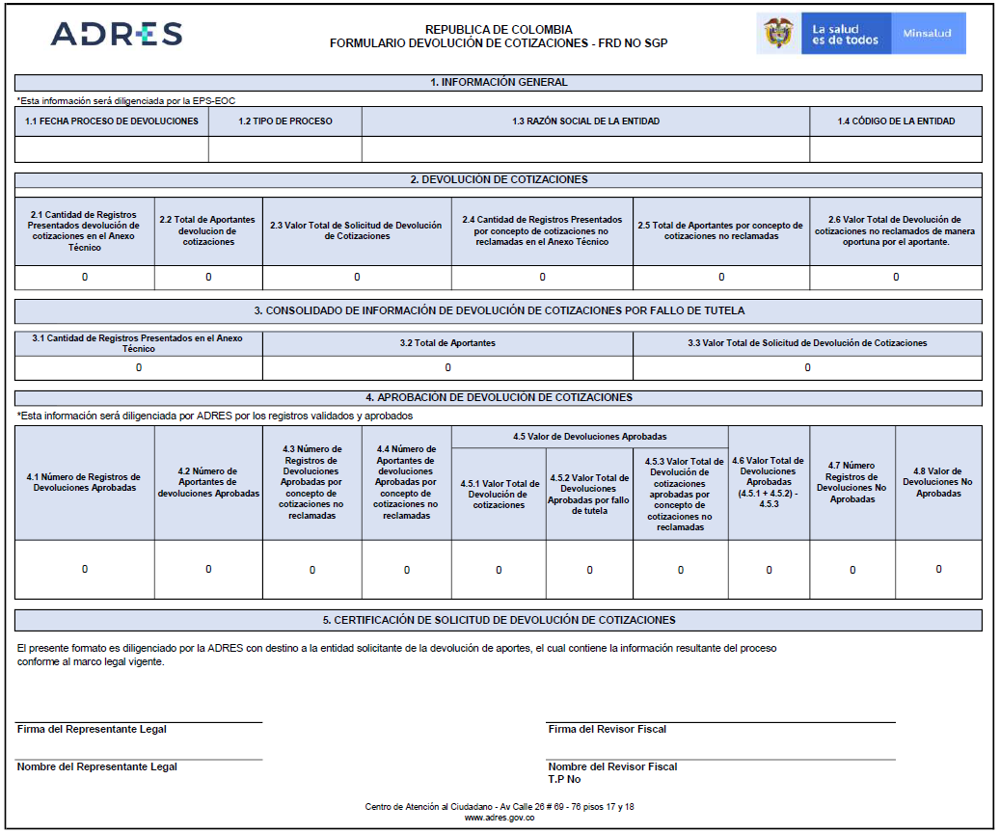 ADRES
REPUBLICA DE COLOMBIA
FORMULARIO DEVOLUCIÓN DE COTIZACIONES - FRD NO SGP
La salud
es de todos
Minsalud
1. INFORMACIÓN GENERAL
*Esta información será diligenciada por la EPS-EOC
1.1 FECHA PROCESO DE DEVOLUCIONES
1.2 TIPO DE PROCESO
1.3 RAZÓN SOCIAL DE LA ENTIDAD
1.4 CÓDIGO DE LA ENTIDAD
2. DEVOLUCIÓN DE COTIZACIONES
2.1 Cantidad de Registros
Presentados devolución de
cotizaciones en el Anexo
Técnico
2.2 Total de Aportantes
devolucion de
cotizaciones
2.3 Valor Total de Solicitud de Devolución
de Cotizaciones
2.4 Cantidad de Registros Presentados
por concepto de cotizaciones no
reclamadas en el Anexo Técnico
2.5 Total de Aportantes por concepto de
cotizaciones no reclamadas
2.6 Valor Total de Devolución de
cotizaciones no reclamados de manera
oportuna por el aportante.
0
0
0
0
0
0
3. CONSOLIDADO DE INFORMACIÓN DE DEVOLUCIÓN DE COTIZACIONES POR FALLO DE TUTELA
3.1 Cantidad de Registros Presentados en el Anexo
Técnico
3.2 Total de Aportantes
3.3 Valor Total de Solicitud de Devolución de Cotizaciones
0
0
0
4. APROBACIÓN DE DEVOLUCIÓN DE COTIZACIONES
*Esta información será diligenciada por ADRES por los registros validados y aprobados
4.1 Número de Registros de
Devoluciones Aprobadas
4.2 Número de
Aportantes de
devoluciones Aprobadas
4.3 Número de
Registros de
Devoluciones
Aprobadas por
concepto de
cotizaciones no
reclamadas
4.4 Número de
Aportantes de
devoluciones
Aprobadas por
concepto de
cotizaciones no
reclamadas
4.5 Valor de Devoluciones Aprobadas
4.5.1 Valor Total de
Devolución de
cotizaciones
4.5.2 Valor Total de
Devoluciones
Aprobadas por fallo
de tutela
4.5.3 Valor Total de
Devolución de
cotizaciones
aprobadas por
concepto de
cotizaciones no
reclamadas
4.6 Valor Total de
Devoluciones
Aprobadas
(4.5.1 + 4.5.2) -
4.5.3
4.7 Número
Registros de
Devoluciones No
Aprobadas
4.8 Valor de
Devoluciones No
Aprobadas
0
0
0
0
0
0
0
0
0
0
5. CERTIFICACIÓN DE SOLICITUD DE DEVOLUCIÓN DE COTIZACIONES
El presente formato es diligenciado por la ADRES con destino a la entidad solicitante de la devolución de aportes, el cual contiene la información resultante del proceso
conforme al marco legal vigente.
Firma del Representante Legal
Firma del Revisor Fiscal
Nombre del Representante Legal
Nombre del Revisor Fiscal
T.P No
Centro de Atención al Ciudadano - Av Calle 26 # 69 - 76 pisos 17 y 18
www.adres.gov.co